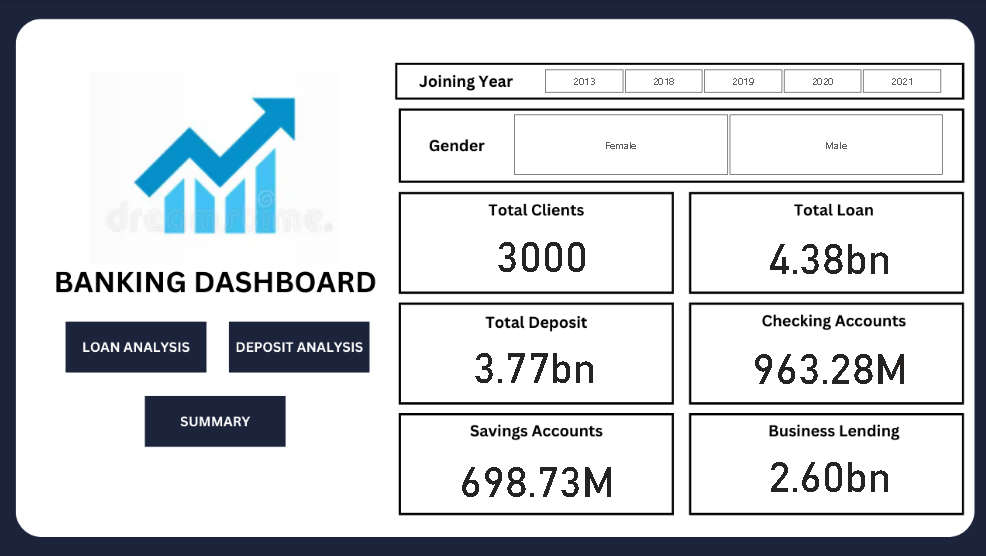 dreamstime.
BANKING DASHBOARD
LOAN ANALYSIS
DEPOSIT ANALYSIS
SUMMARY
Joining Year
2013
2018
2019
2020
2021
Gender
Female
Male
Total Clients
3000
Total Loan
4.38bn
Total Deposit
3.77bn
Checking Accounts
963.28M
Savings Accounts
698.73M
Business Lending
2.60bn